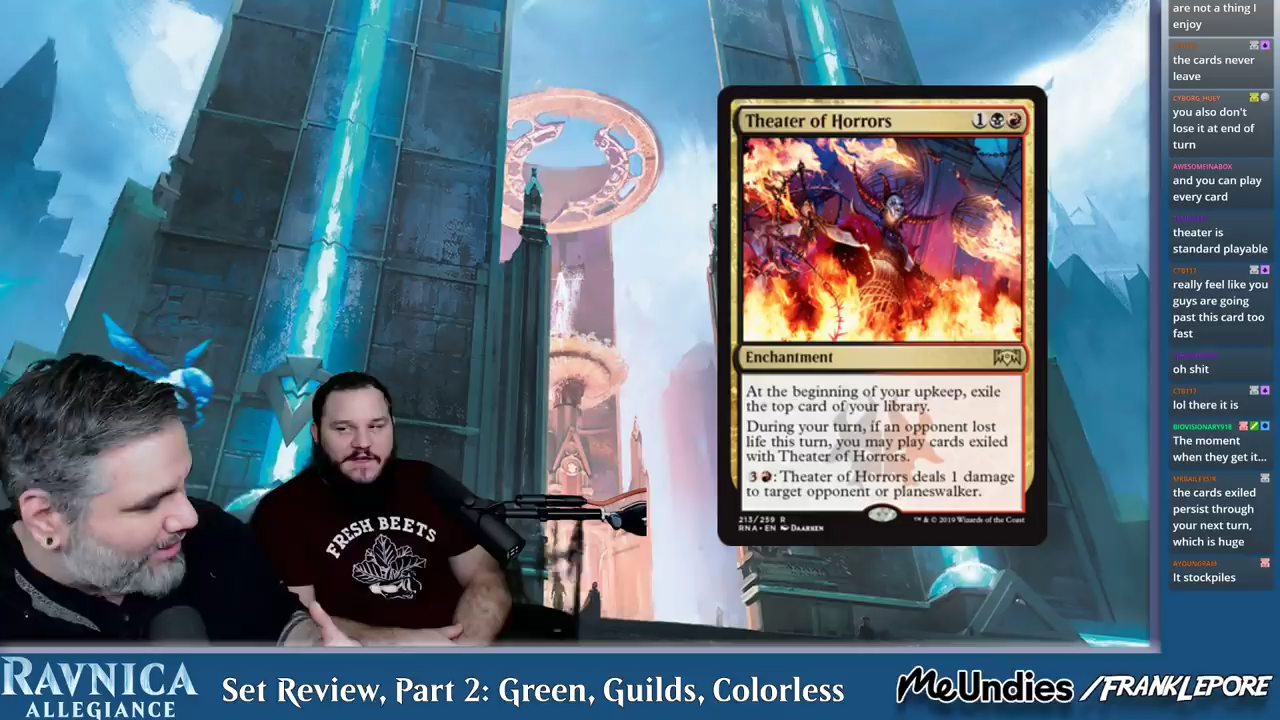 Theater of Horrors
1
Enchantment
At the beginning of your upkeep, exile
the top card of your library.
During your turn, if an opponent lost
life this turn, you may play cards exiled
with Theater of Horrors.
3 : Theater of Horrors deals 1 damage
to target opponent or planeswalker.
213/259 R
RNA • EN DAARKEN
™ & © 2019 Wizards of the Coast
FRESH BEETS
are not a thing I
enjoy
the cards never
leave
CYBORG_HUEY
you also don't
lose it at end of
turn
AWESOMEINABOX
and you can play
every card
theater is
standard playable
CTB117
really feel like you
guys are going
past this card too
fast
oh shit
CTB117
lol there it is
BIOVISIONARY918
The moment
when they get it...
the cards exiled
persist through
your next turn,
which is huge
AYOUNGRAM
It stockpiles
RAVNICA
ALLEGIANCE
Set Review, Part 2: Green, Guilds, Colorless
MeUndies /FRANKLEPORE